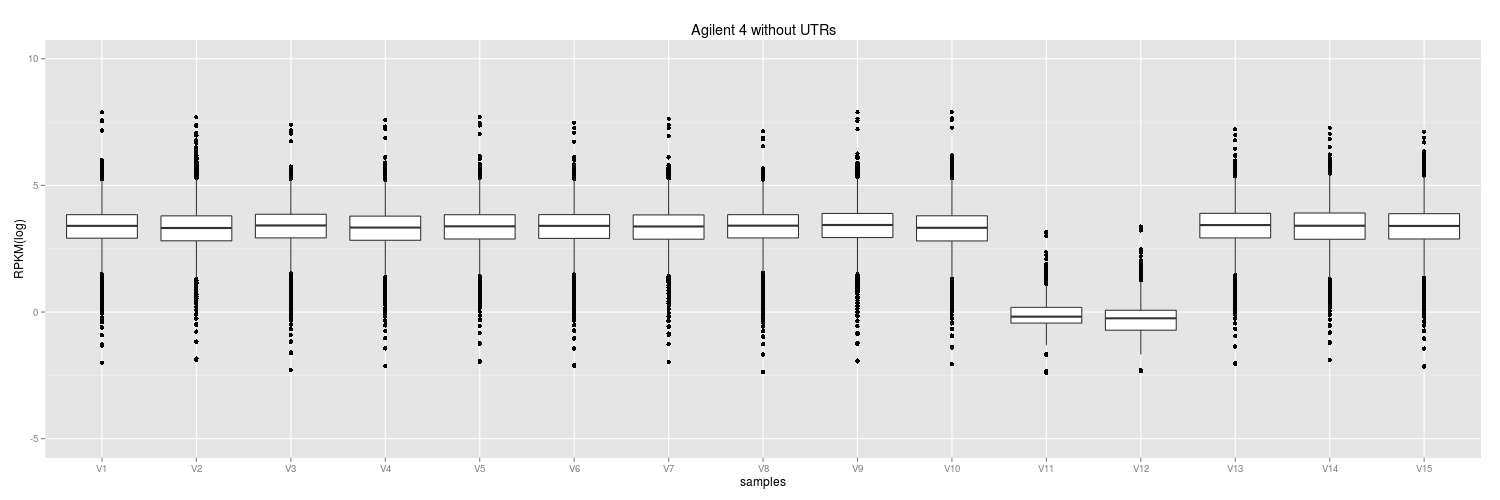 Agilent 4 without UTRs
10
5
0
-5
RPKM(log)
V1 V2 V3 V4 V5 V6 V7 V8 V9 V10 V11 V12 V13 V14 V15
samples